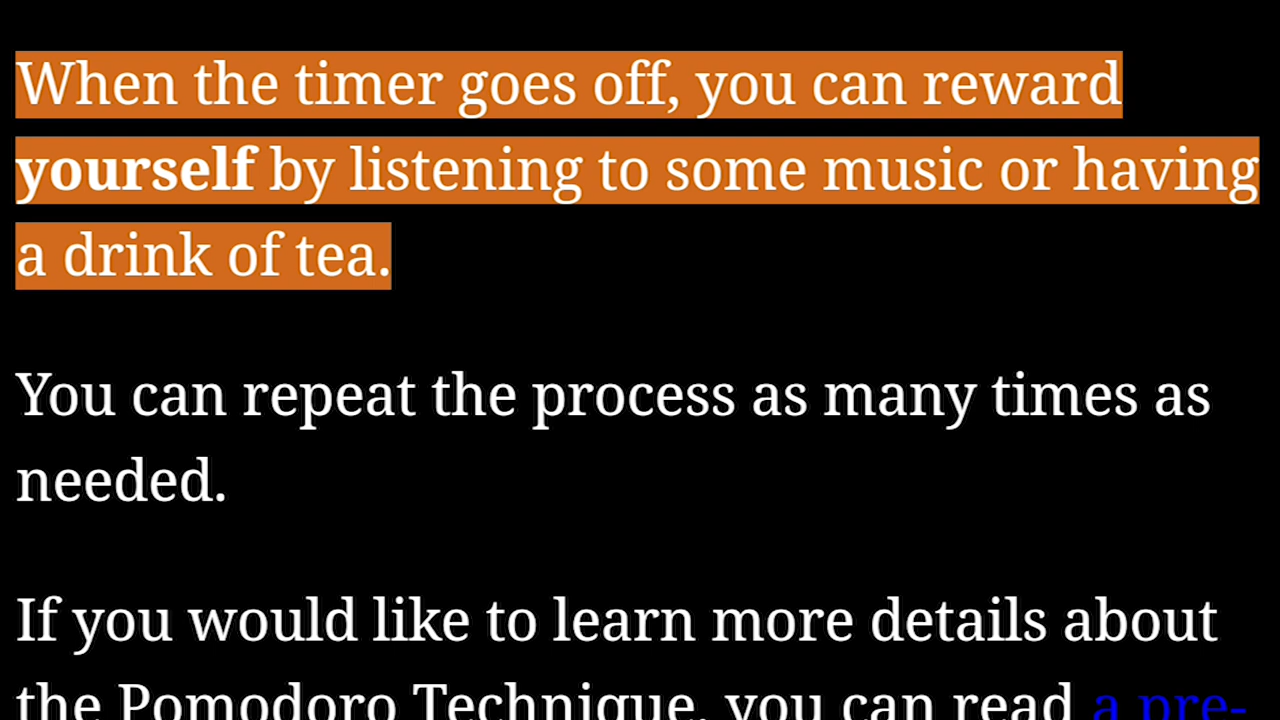 When the timer goes off, you can reward
yourself by listening to some music or having
a drink of tea.
You can repeat the process as many times as
needed.
If you would like to learn more details about
the Pomodoro Technique, you can read a pre-